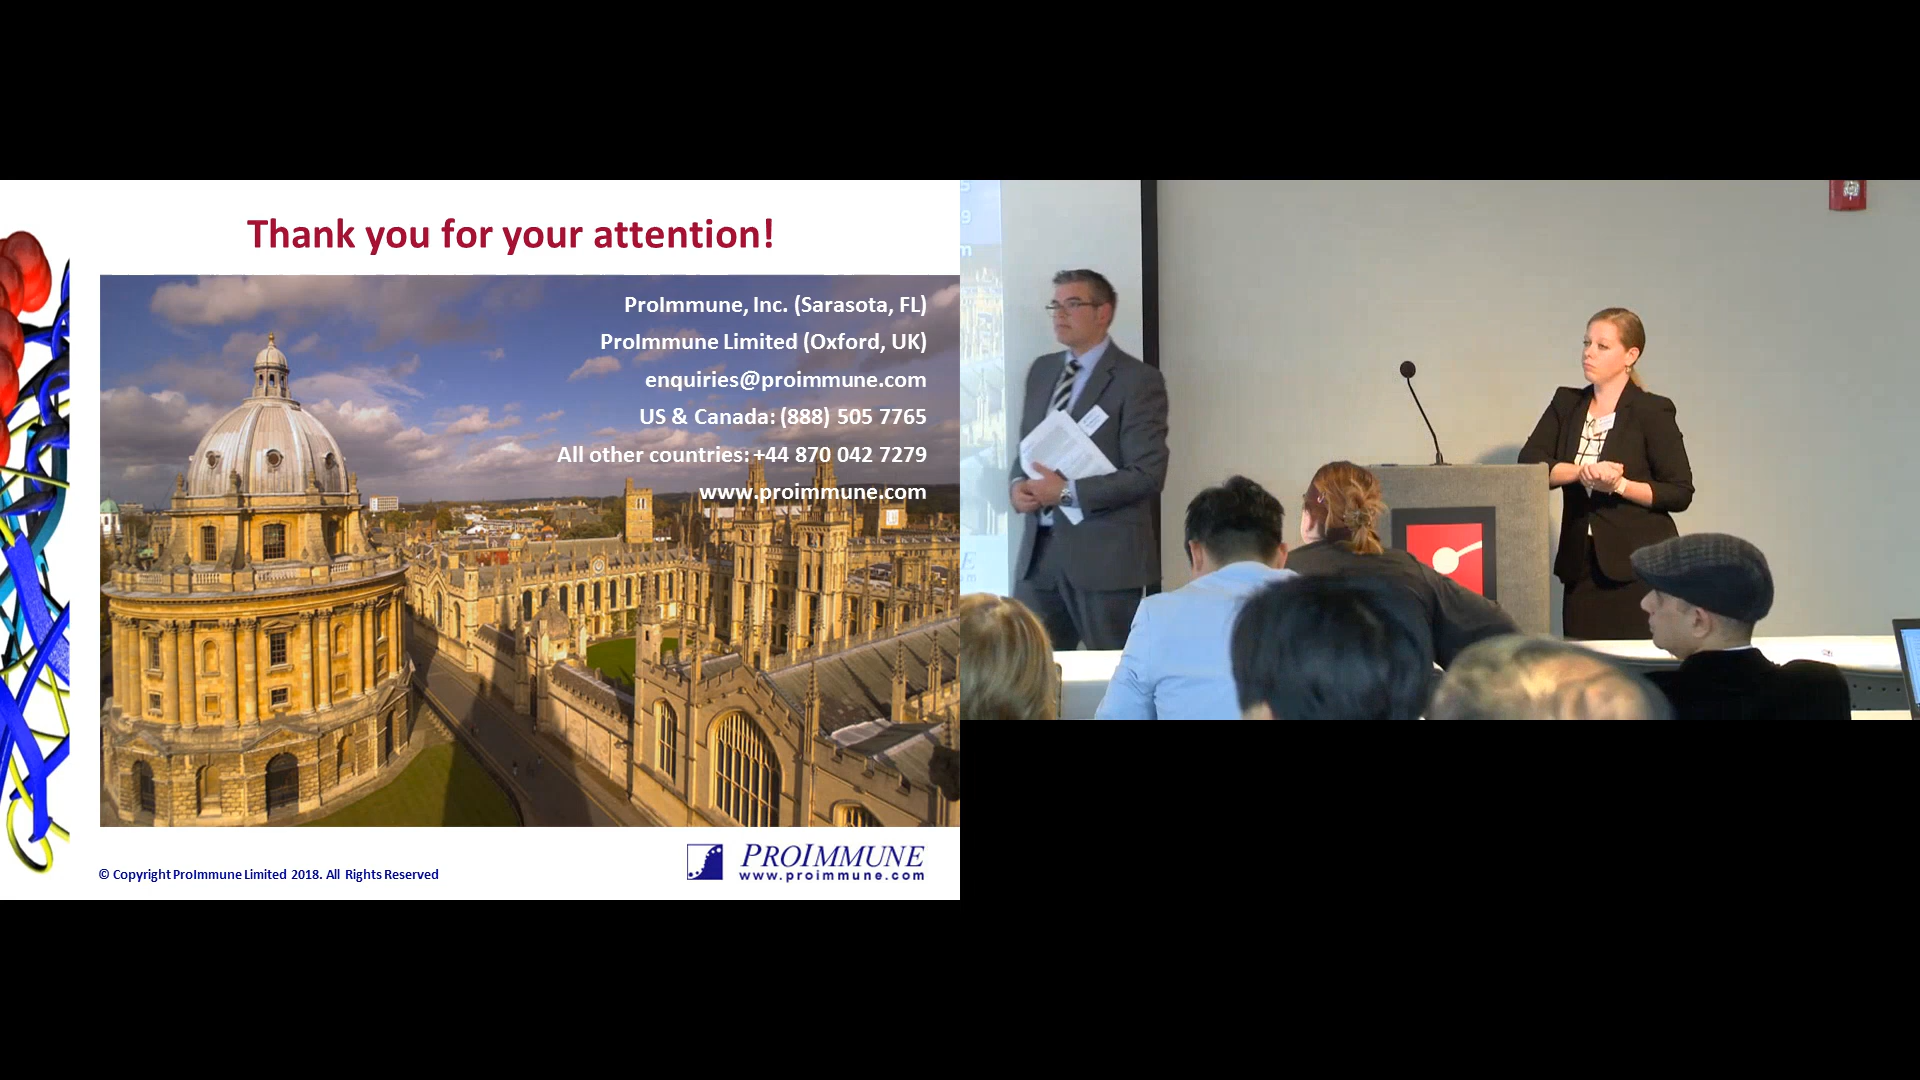 Thank you for your attention!
ProImmune, Inc. (Sarasota, FL)
ProImmune Limited (Oxford, UK)
enquiries@proimmune.com
US & Canada: (888) 505 7765
All other countries: +44 870 042 7279
www.proimmune.com
© Copyright ProImmune Limited 2018. All Rights Reserved
PROIMMUNE
www.proimmune.com